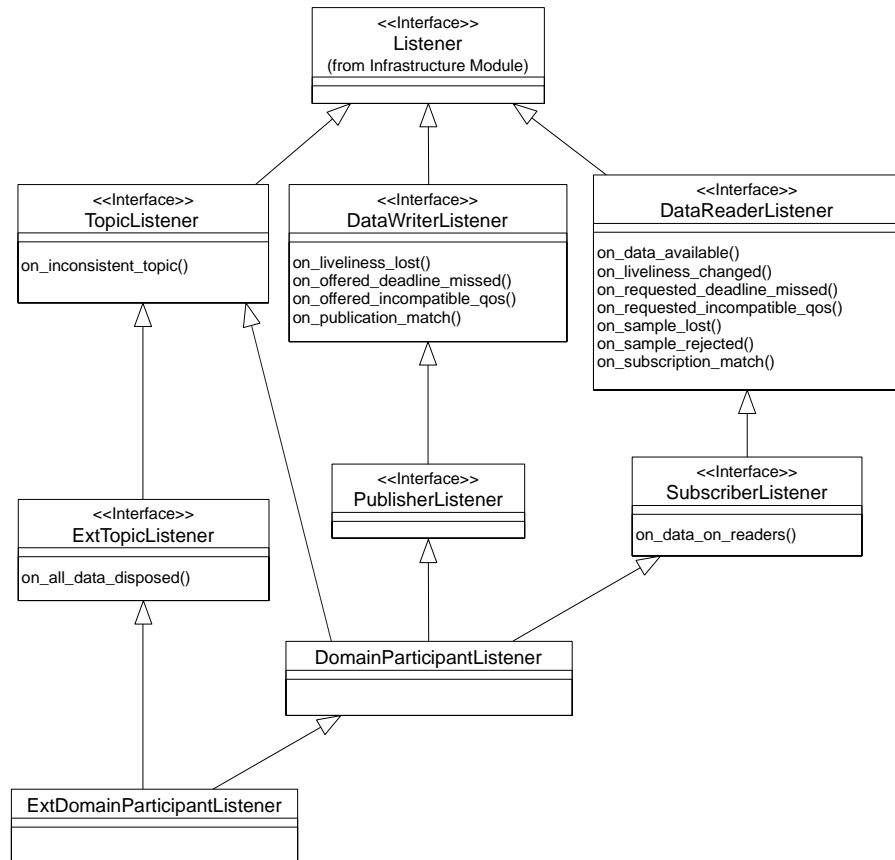 <<Interface>>
Listener
(from Infrastructure Module)
<<Interface>>
TopicListener
on_inconsistent_topic()
<<Interface>>
DataWriterListener
on_liveliness_lost()
on_offered_deadline_missed()
on_offered_incompatible_qos()
on_publication_match()
<<Interface>>
DataReaderListener
on_data_available()
on_liveliness_changed()
on_requested_deadline_missed()
on_requested_incompatible_qos()
on_sample_lost()
on_sample_rejected()
on_subscription_match()
<<Interface>>
ExtTopicListener
on_all_data_disposed()
<<Interface>>
PublisherListener
<<Interface>>
SubscriberListener
on_data_on_readers()
DomainParticipantListener
ExtDomainParticipantListener